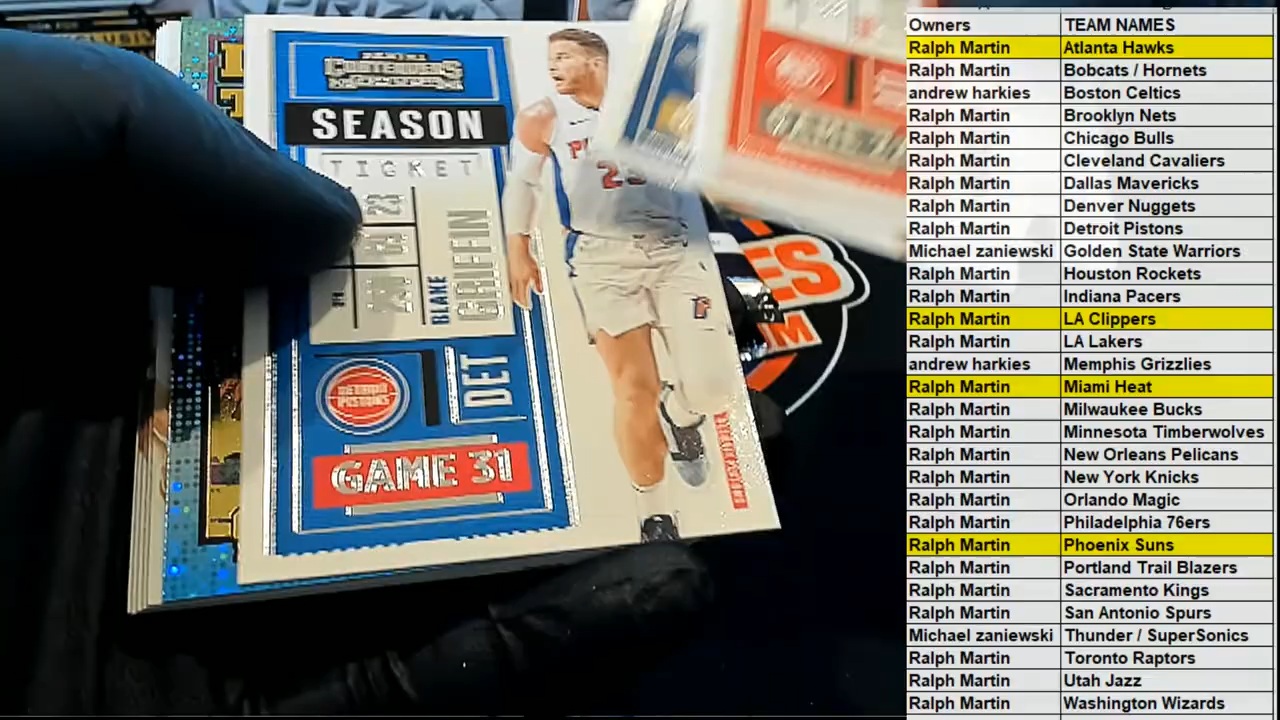 PRIZM
PANINI
CONTENDERS
SEASON
TICKET
23
BLAKE
GRIFFIN
DETROIT
PISTONS
DET
GAME 31
ES
M
Owners TEAM NAMES
Ralph Martin Atlanta Hawks
Ralph Martin Bobcats / Hornets
andrew harkies Boston Celtics
Ralph Martin Brooklyn Nets
Ralph Martin Chicago Bulls
Ralph Martin Cleveland Cavaliers
Ralph Martin Dallas Mavericks
Ralph Martin Denver Nuggets
Ralph Martin Detroit Pistons
Michael zaniewski Golden State Warriors
Ralph Martin Houston Rockets
Ralph Martin Indiana Pacers
Ralph Martin LA Clippers
Ralph Martin LA Lakers
andrew harkies Memphis Grizzlies
Ralph Martin Miami Heat
Ralph Martin Milwaukee Bucks
Ralph Martin Minnesota Timberwolves
Ralph Martin New Orleans Pelicans
Ralph Martin New York Knicks
Ralph Martin Orlando Magic
Ralph Martin Philadelphia 76ers
Ralph Martin Phoenix Suns
Ralph Martin Portland Trail Blazers
Ralph Martin Sacramento Kings
Ralph Martin San Antonio Spurs
Michael zaniewski Thunder / SuperSonics
Ralph Martin Toronto Raptors
Ralph Martin Utah Jazz
Ralph Martin Washington Wizards